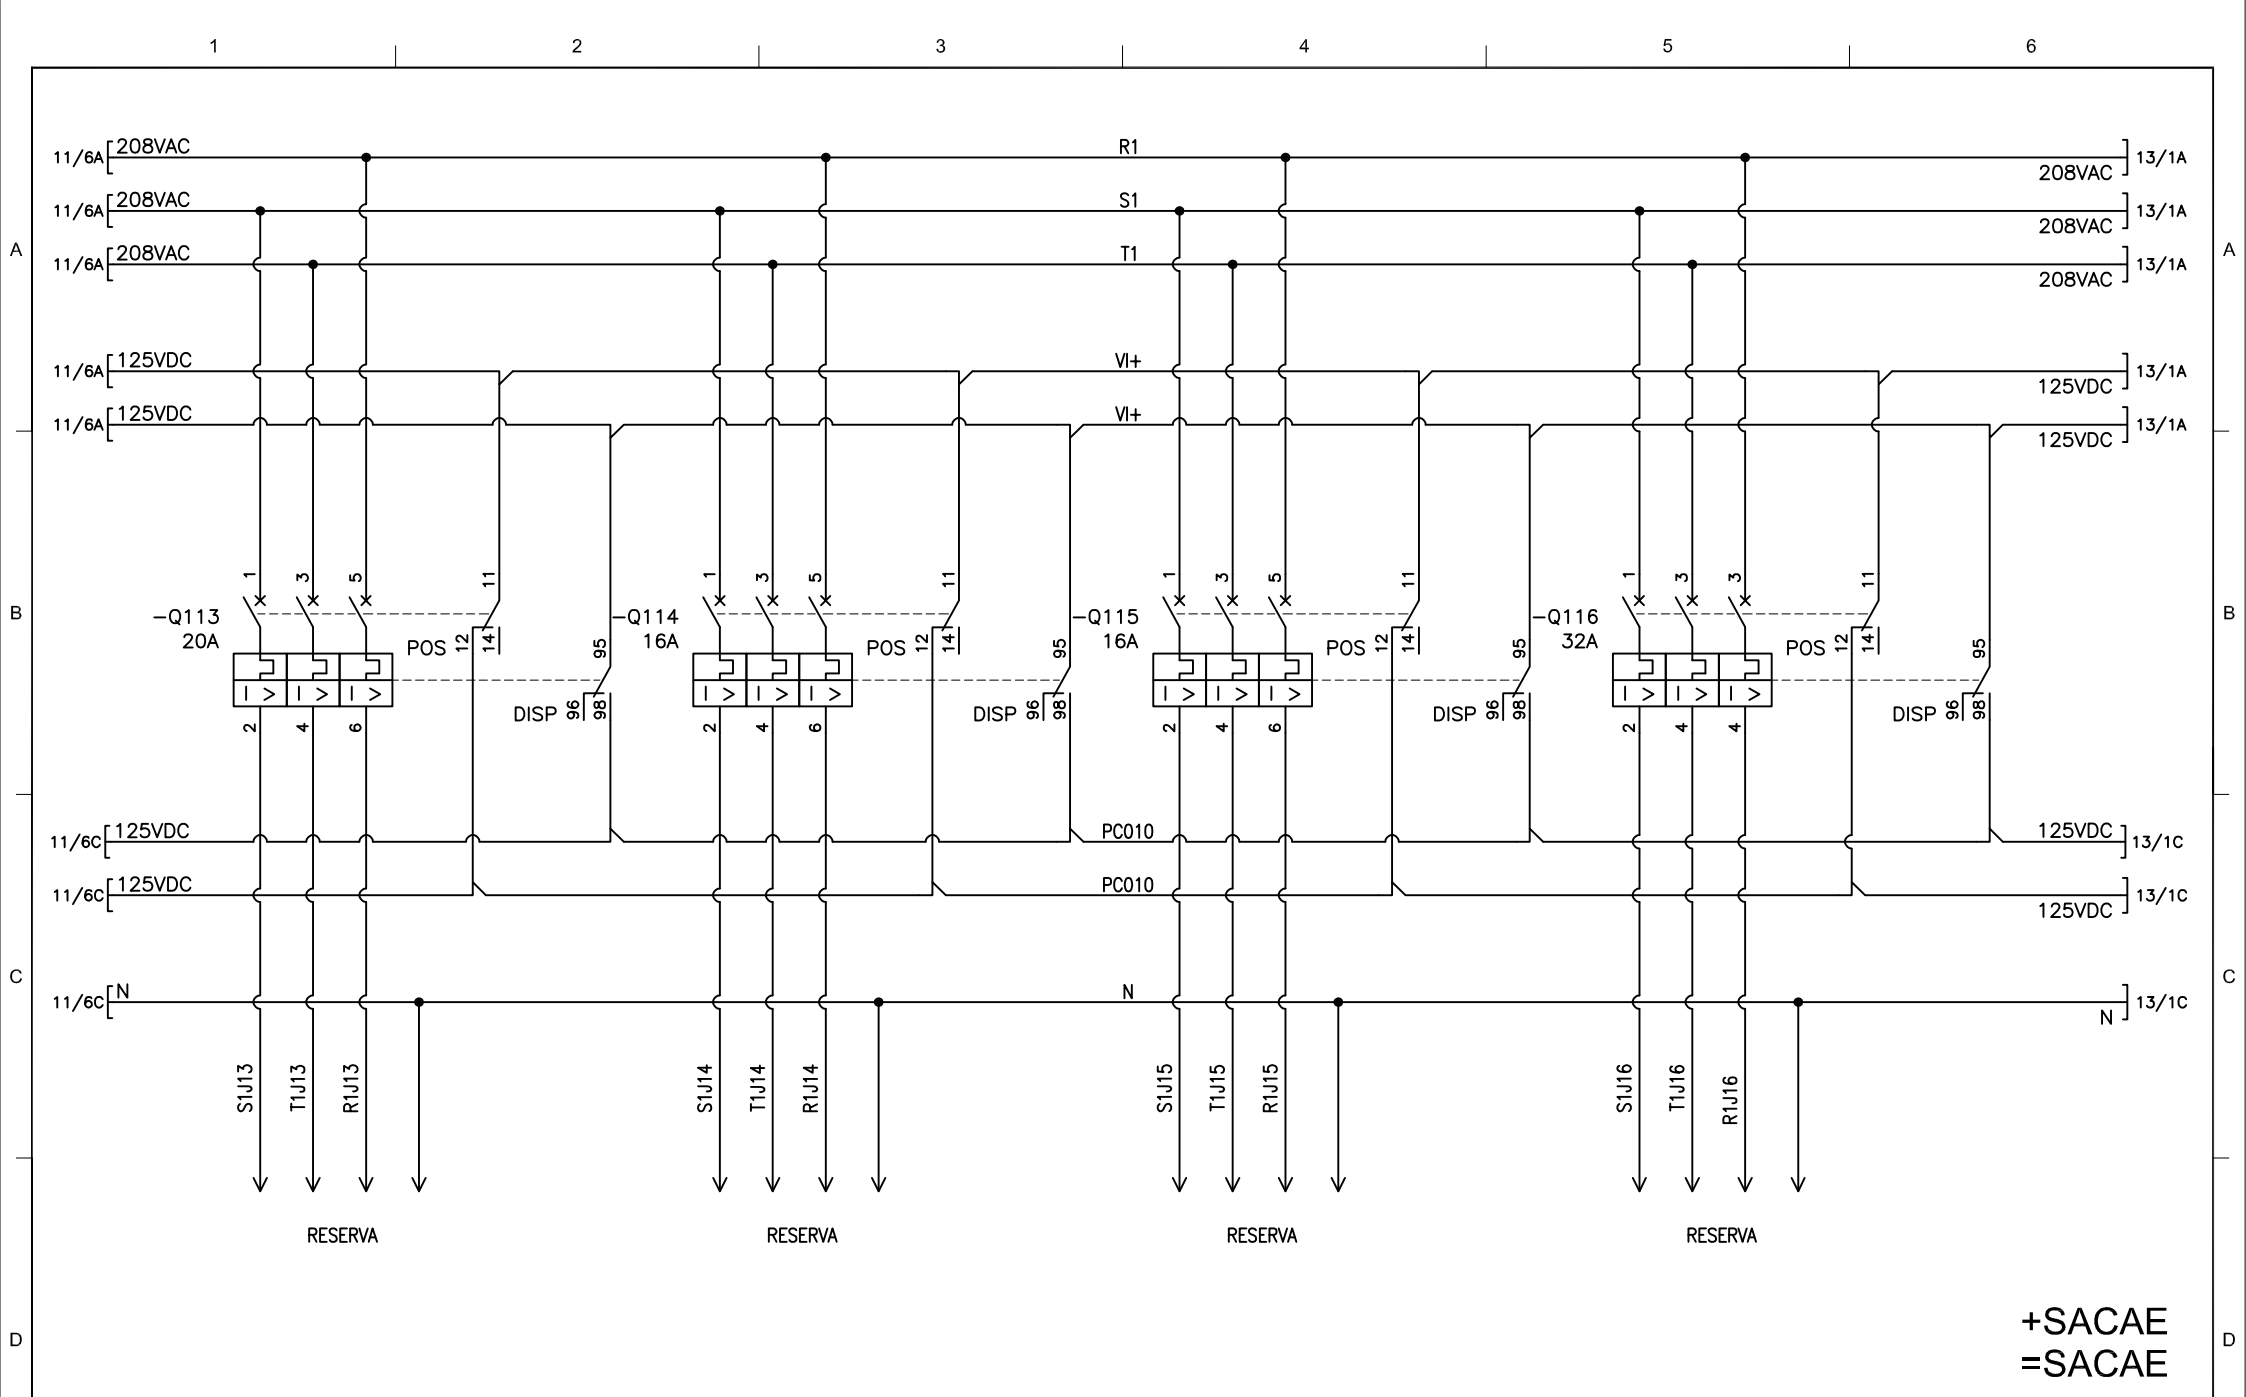 1 2 3 4 5 6
11/6A 208VAC R1 13/1A
208VAC
11/6A 208VAC S1 13/1A
208VAC
A A
11/6A 208VAC T1 13/1A
208VAC
11/6A 125VDC VI+ 13/1A
125VDC
11/6A 125VDC VI+ 13/1A
125VDC
1 3 5 11 1 3 5 11 1 3 5 11 1 3 3 11
B B
-Q113 -Q114 -Q115 -Q116
20A 16A 16A 32A
POS 12 14 95 POS 12 14 95 POS 12 14 95 POS 12 14 95
I > I > I > I > I > I > I > I > I > I > I > I >
DISP 96 98 DISP 96 98 DISP 96 98 DISP 96 98
2 4 6 2 4 6 2 4 6 2 4 4
11/6C 125VDC PC010 125VDC 13/1C
11/6C 125VDC PC010 13/1C
125VDC
C C
11/6C N N 13/1C
N
S1J13 T1J13 R1J13 S1J14 T1J14 R1J14 S1J15 T1J15 R1J15 S1J16 T1J16 R1J16
RESERVA RESERVA RESERVA RESERVA
+SACAE
D D
=SACAE